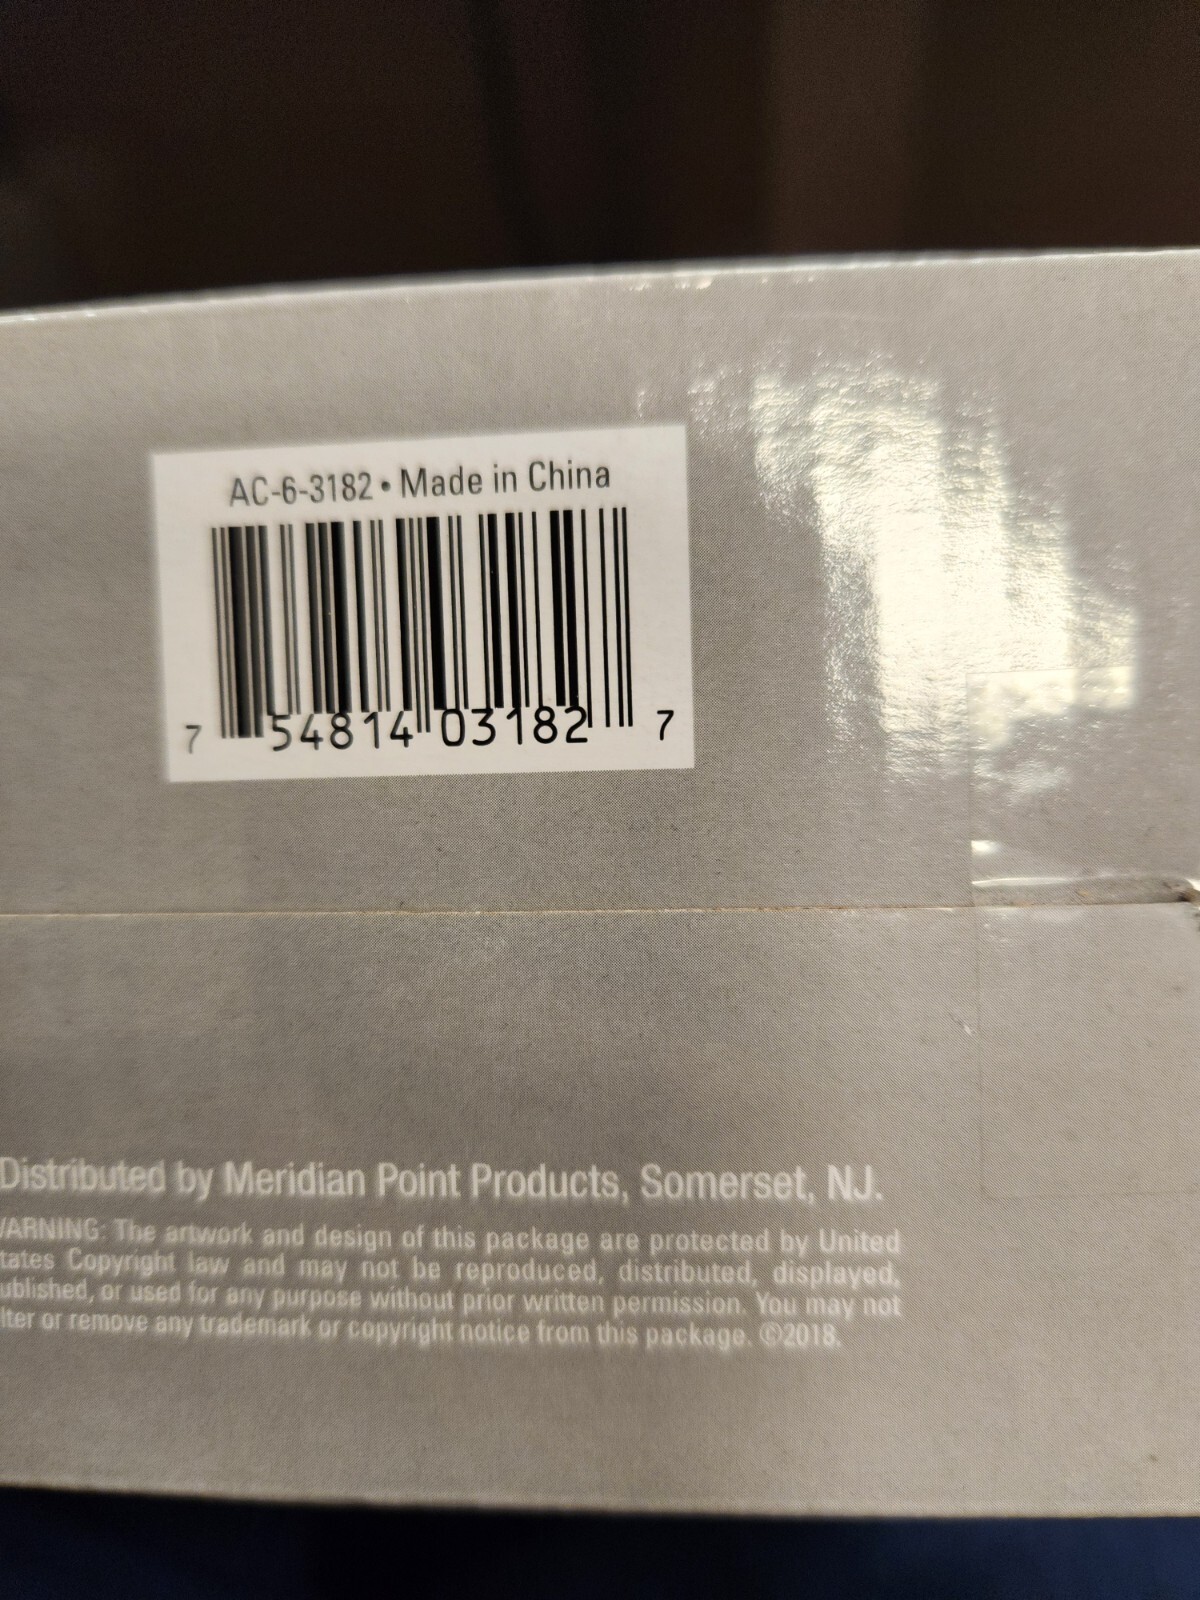 AC-6-3182 • Made in China
7 54814 03182 7
Distributed by Meridian Point Products, Somerset, NJ.
ARNING: The artwork and design of this package are protected by United
tates Copyright law and may not be reproduced, distributed, displayed,
ublished, or used for any purpose without prior written permission. You may not
lter or remove any trademark or copyright notice from this package. ©2018.